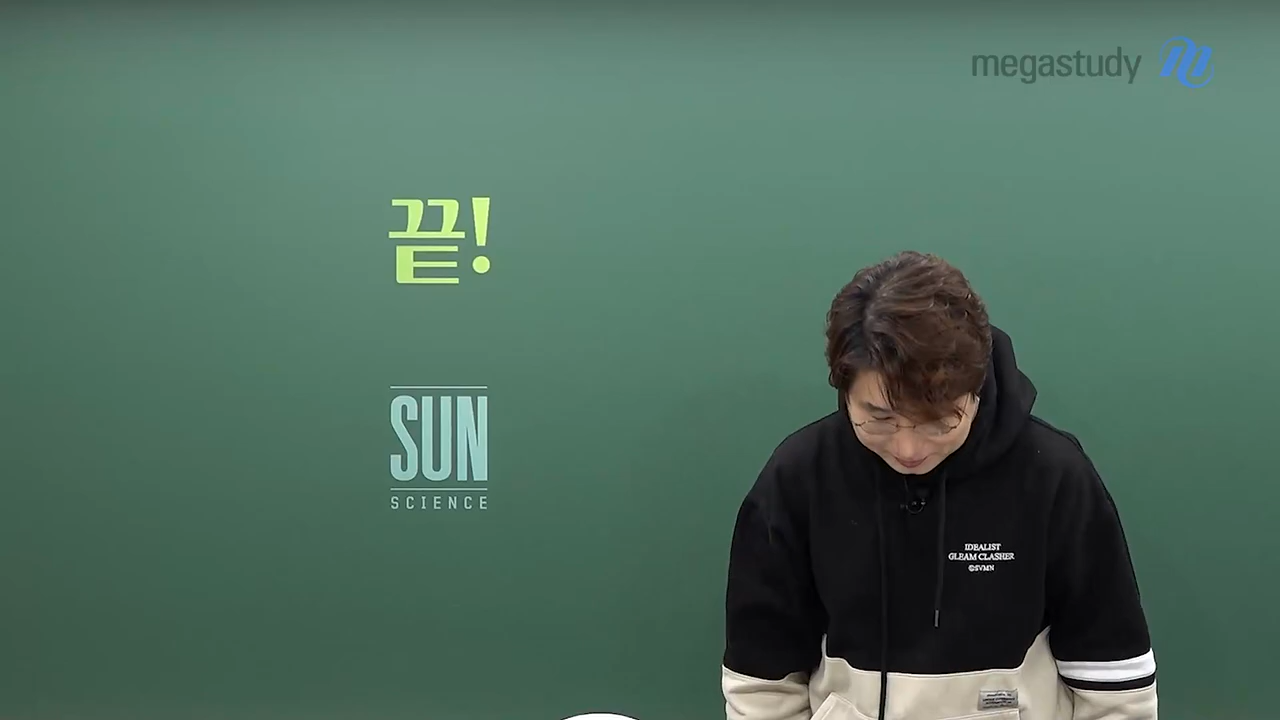 megastudy
끝!
SUN
SCIENCE
IDEALIST
GLEAM CLASHER
©SVMN